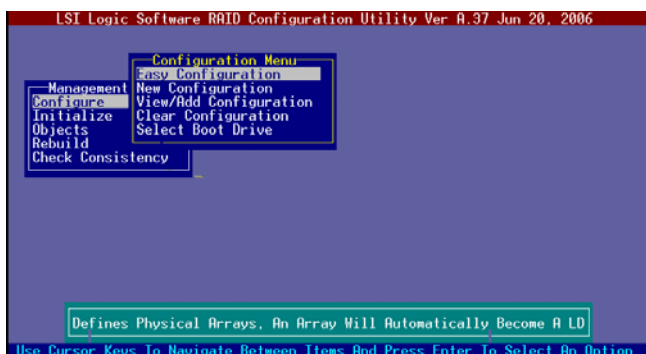 LSI Logic Software RAID Configuration Utility Ver A.37 Jun 20, 2006
Configuration Menu
Easy Configuration
New Configuration
View/Add Configuration
Clear Configuration
Select Boot Drive
Management
Configure
Initialize
Objects
Rebuild
Check Consistency
Defines Physical Arrays, An Array Will Automatically Become A LD
Use Cursor Keys To Navigate Between Items And Press Enter To Select An Option